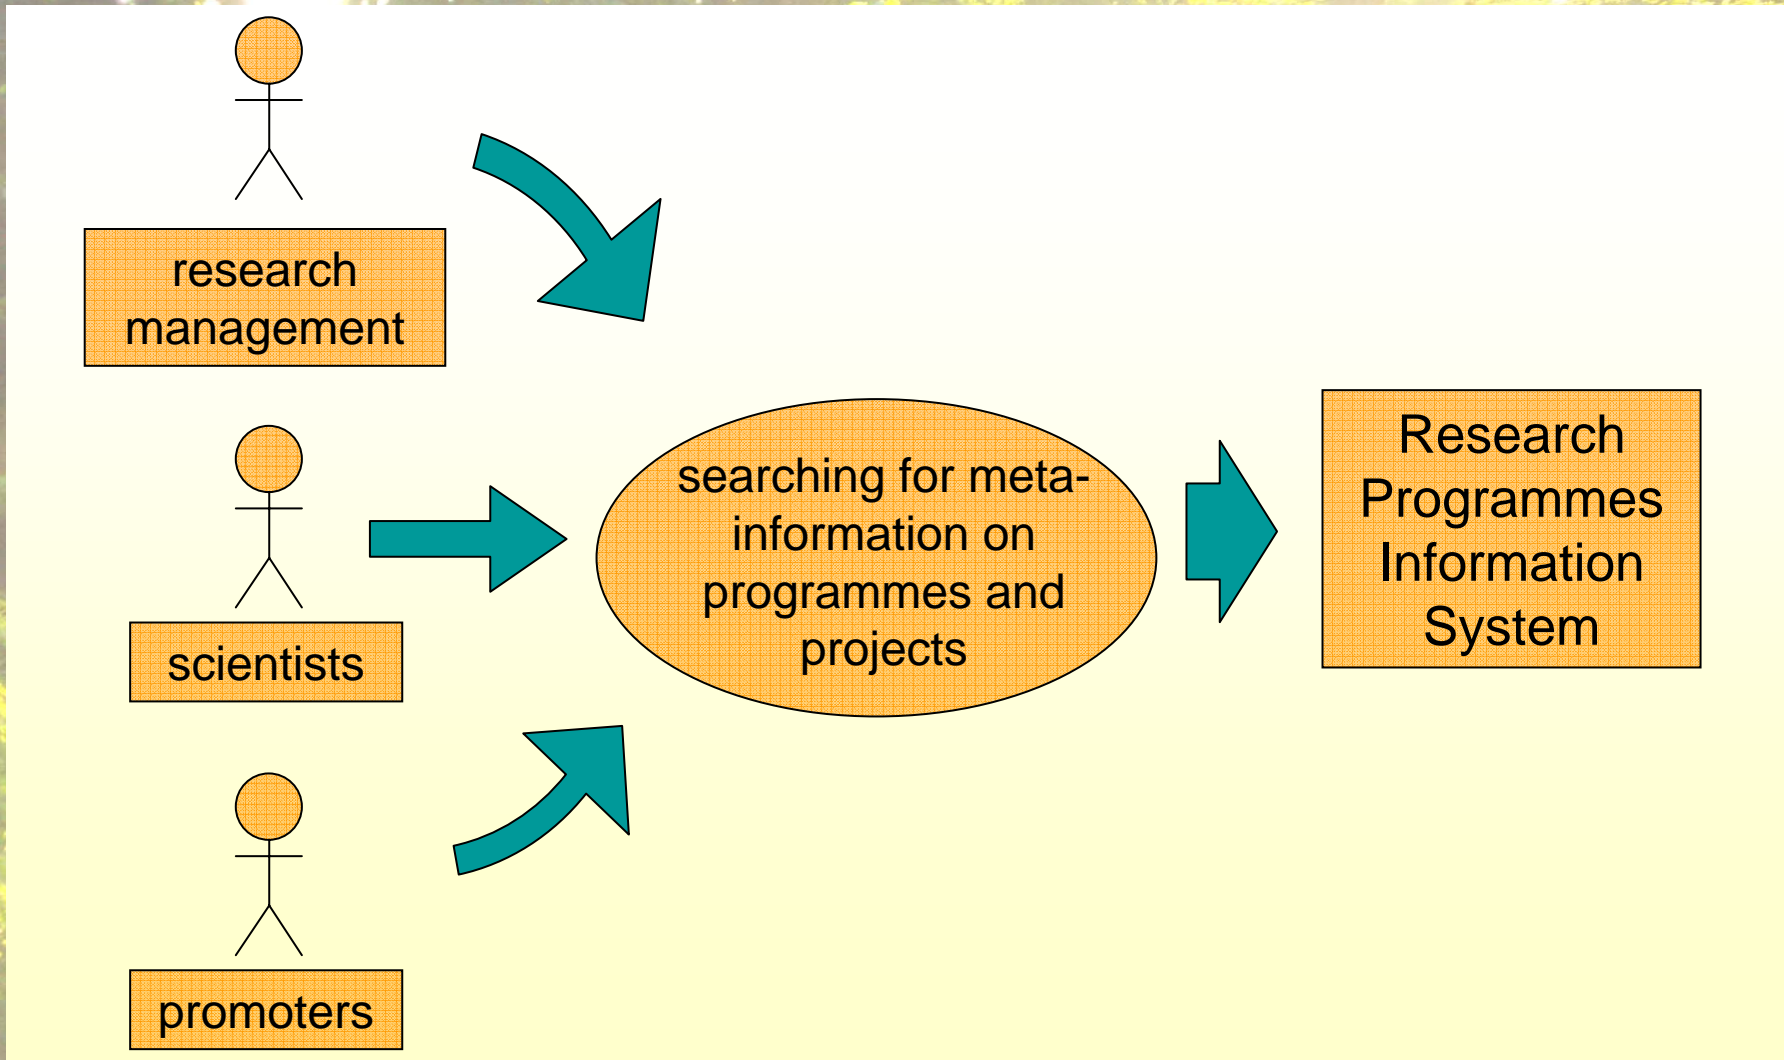 research
management
scientists
promoters
searching for meta-
information on
programmes and
projects
Research
Programmes
Information
System